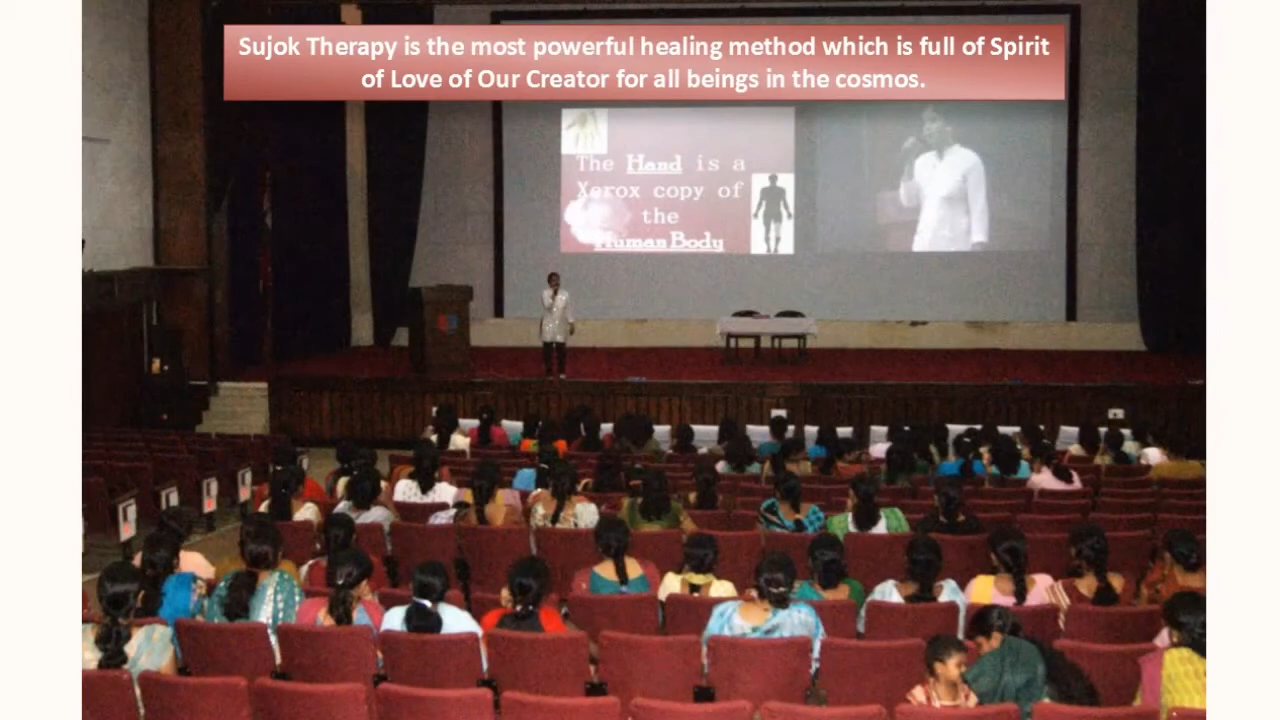 Sujok Therapy is the most powerful healing method which is full of Spirit
of Love of Our Creator for all beings in the cosmos.
The Hand is a
Xerox copy of
the
Human Body